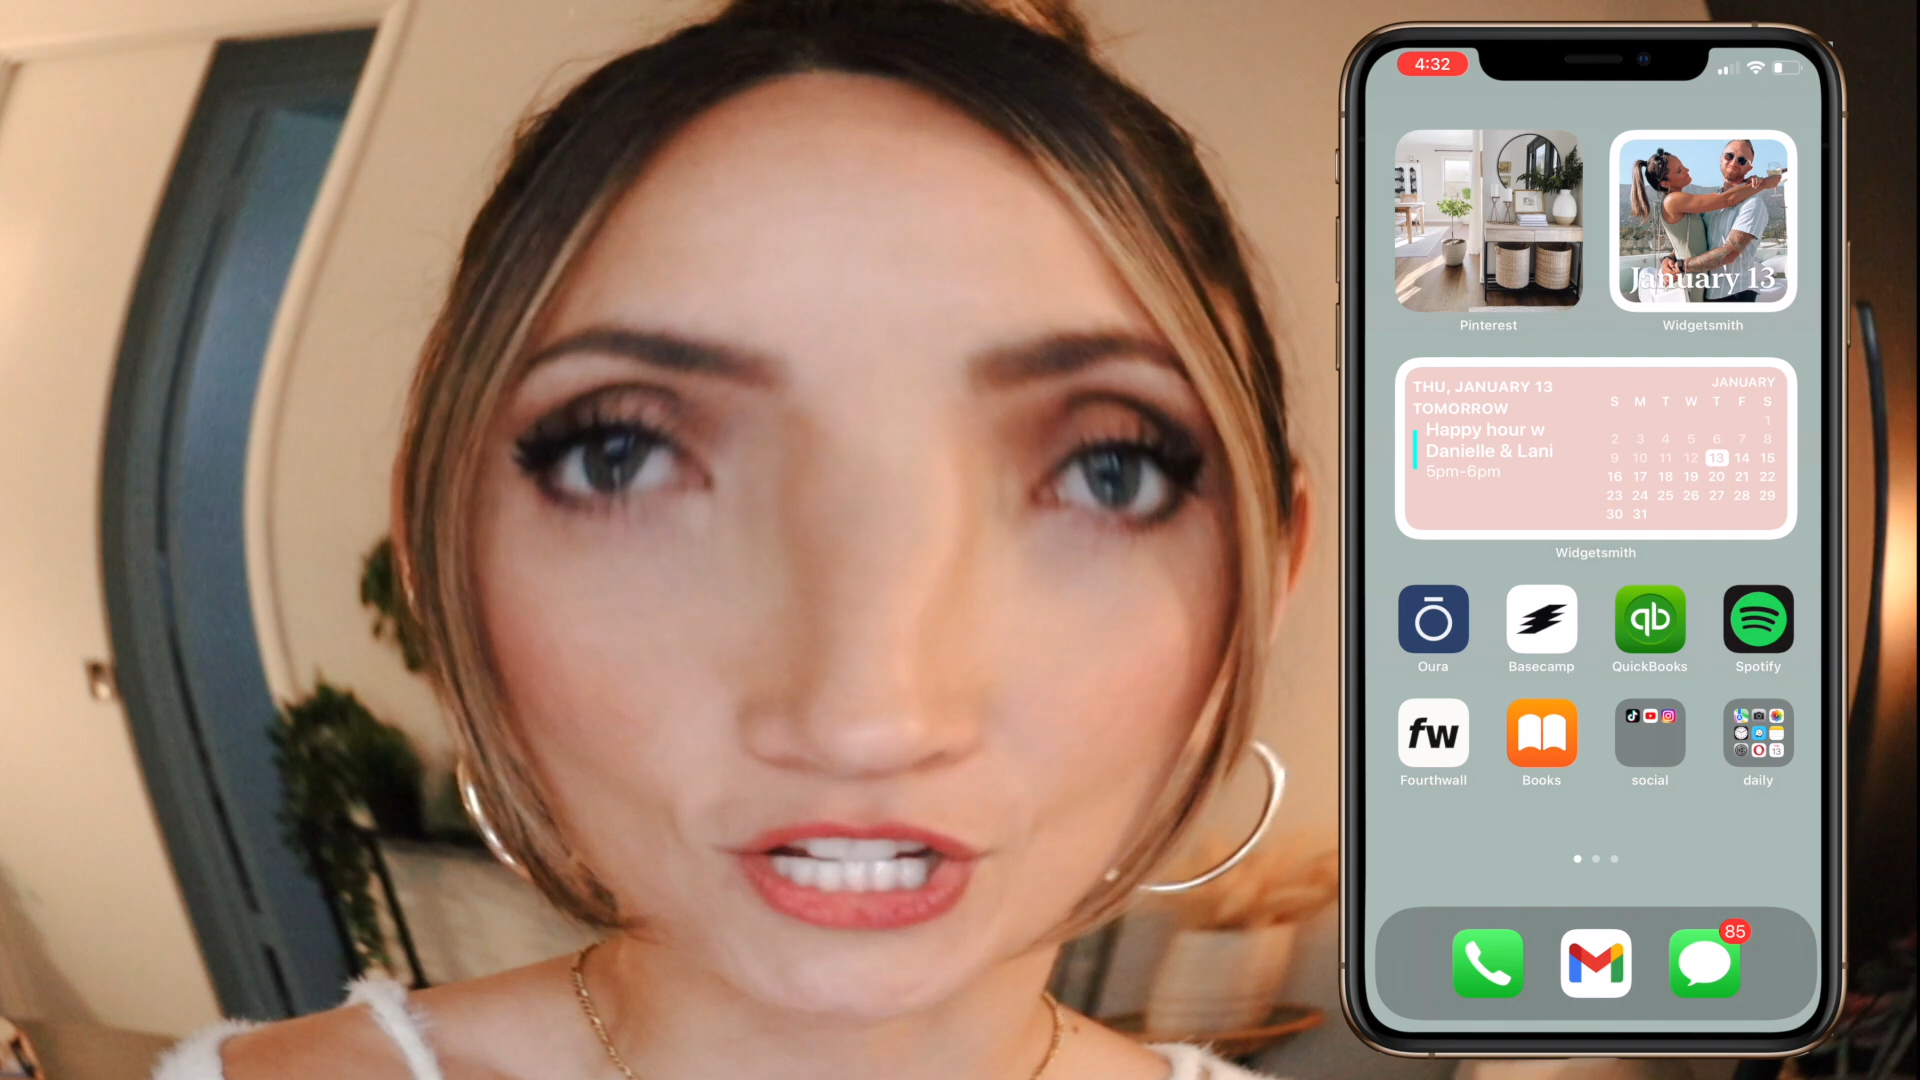 4:32
January 13
Pinterest
Widgetsmith
THU, JANUARY 13
TOMORROW
Happy hour w
Danielle & Lani
5pm-6pm
JANUARY
S M T W T F S
1
2 3 4 5 6 7 8
9 10 11 12 13 14 15
16 17 18 19 20 21 22
23 24 25 26 27 28 29
30 31
Widgetsmith
qb
fw
Oura
Basecamp
QuickBooks
Spotify
Fourthwall
Books
social
13
daily
85